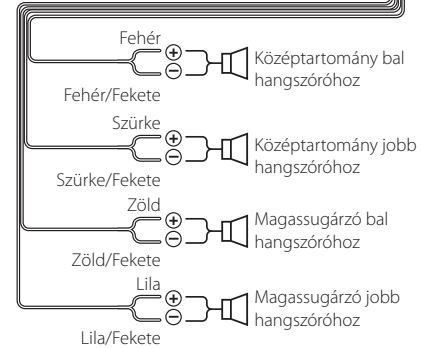 Fehér
⊕
⊖
Középtartomány bal
hangszóróhoz
Fehér/Fekete
Szürke
⊕
⊖
Középtartomány jobb
hangszóróhoz
Szürke/Fekete
Zöld
⊕
⊖
Magassugárzó bal
hangszóróhoz
Zöld/Fekete
Lila
⊕
⊖
Magassugárzó jobb
hangszóróhoz
Lila/Fekete